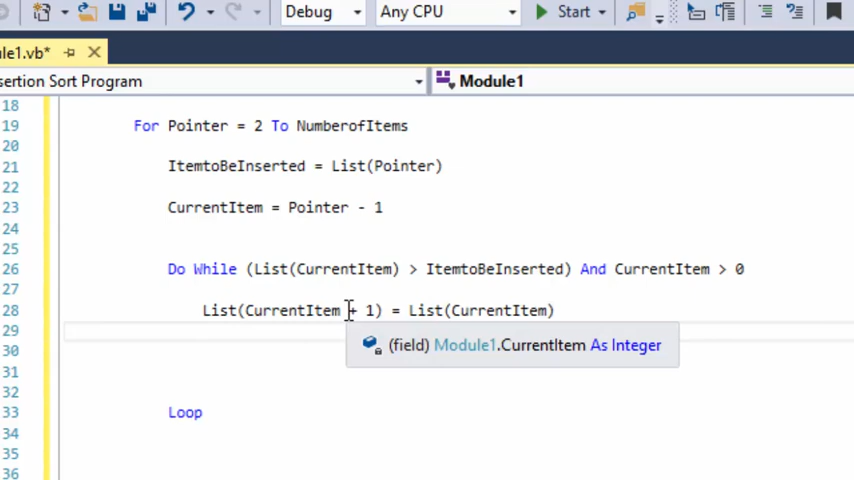 Debug Any CPU Start
le1.vb*
sertion Sort Program Module1
18
19 For Pointer = 2 To NumberofItems
20
21 ItemtoBeInserted = List(Pointer)
22
23 CurrentItem = Pointer - 1
24
25
26 Do While (List(CurrentItem) > ItemtoBeInserted) And CurrentItem > 0
27
28 List(CurrentItem + 1) = List(CurrentItem)
29
(field) Module1.CurrentItem As Integer
30
31
32
33 Loop
34
35
36